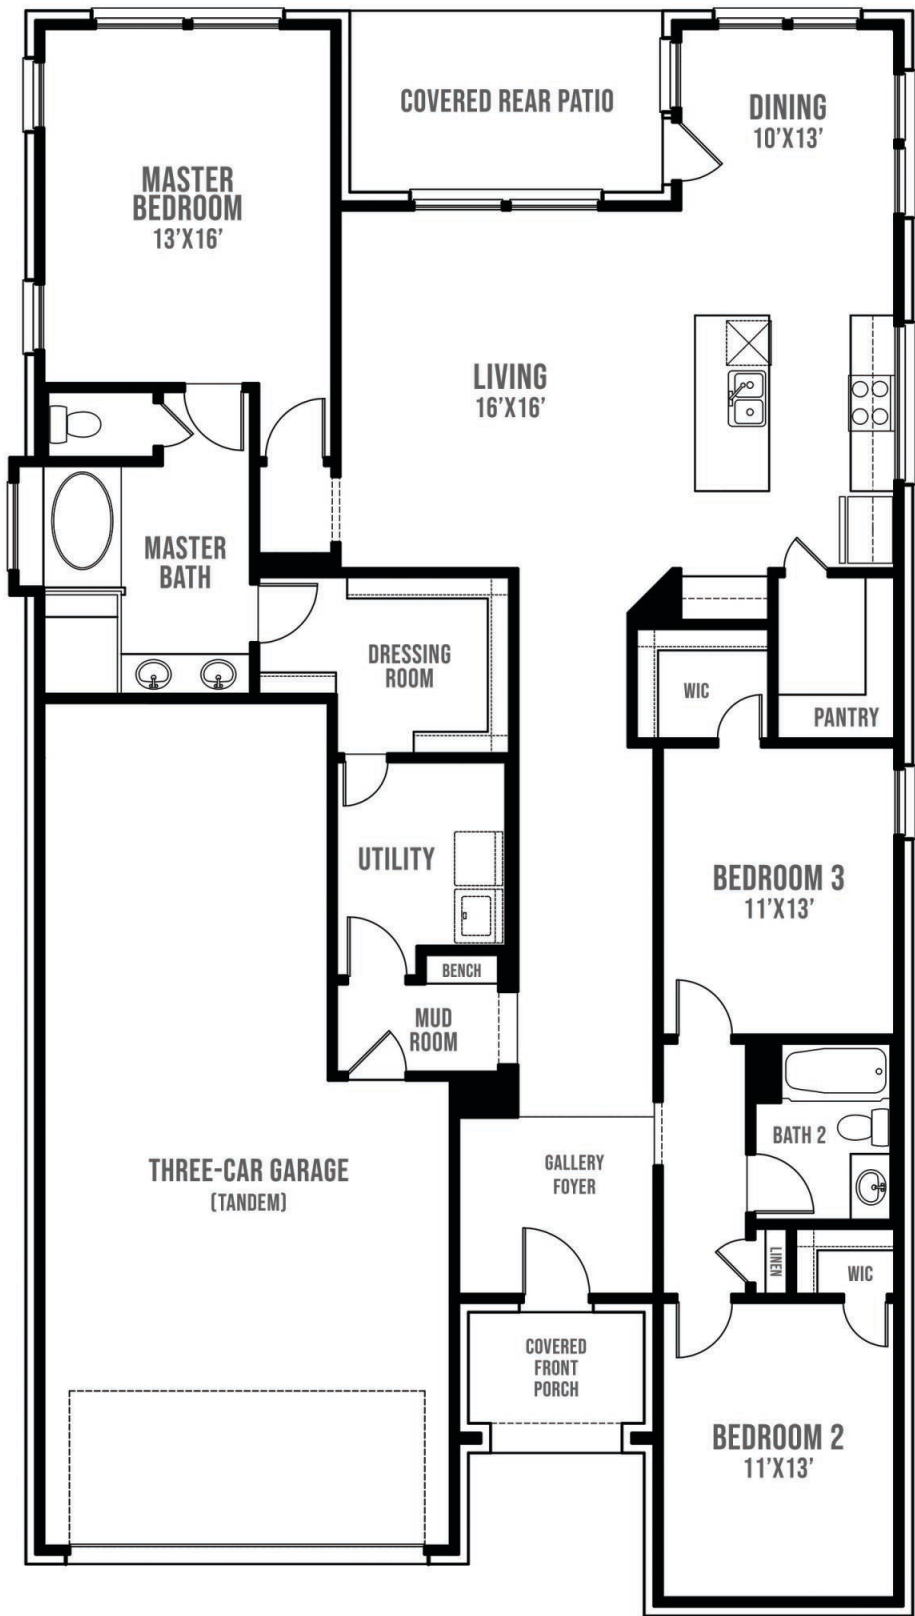 COVERED REAR PATIO
DINING
10'X13'
MASTER
BEDROOM
13'X16'
LIVING
16'X16'
MASTER
BATH
DRESSING
ROOM
WIC
PANTRY
UTILITY
BEDROOM 3
11'X13'
BENCH
MUD
ROOM
THREE-CAR GARAGE
(TANDEM)
GALLERY
FOYER
BATH 2
LINEN
WIC
COVERED
FRONT
PORCH
BEDROOM 2
11'X13'